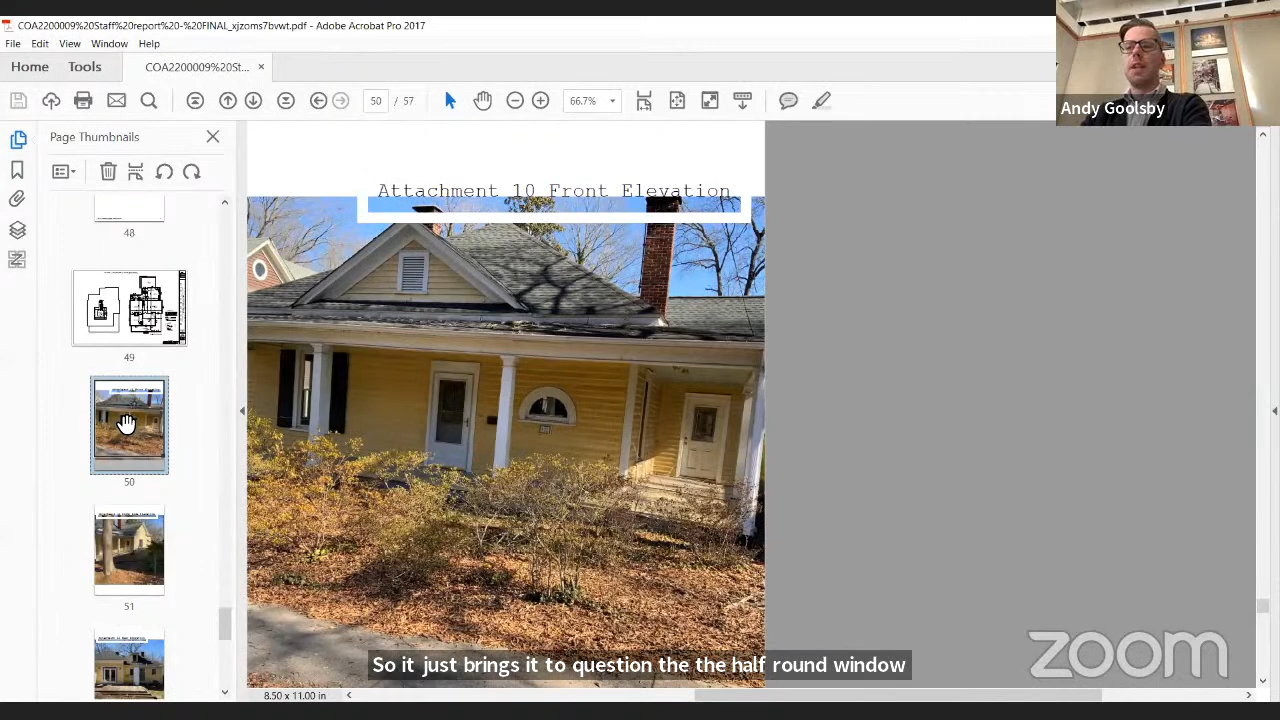 COA2200009%20Staff%20report%20-%20FINAL_xjzoms7bvwt.pdf - Adobe Acrobat Pro 2017
File Edit View Window Help
Home Tools COA2200009%20St... ×
50 / 57 66.7%
Andy Goolsby
Page Thumbnails
48
49
50
51
Attachment 10 Front Elevation
So it just brings it to question the the half round window
zoom
8.50 x 11.00 in